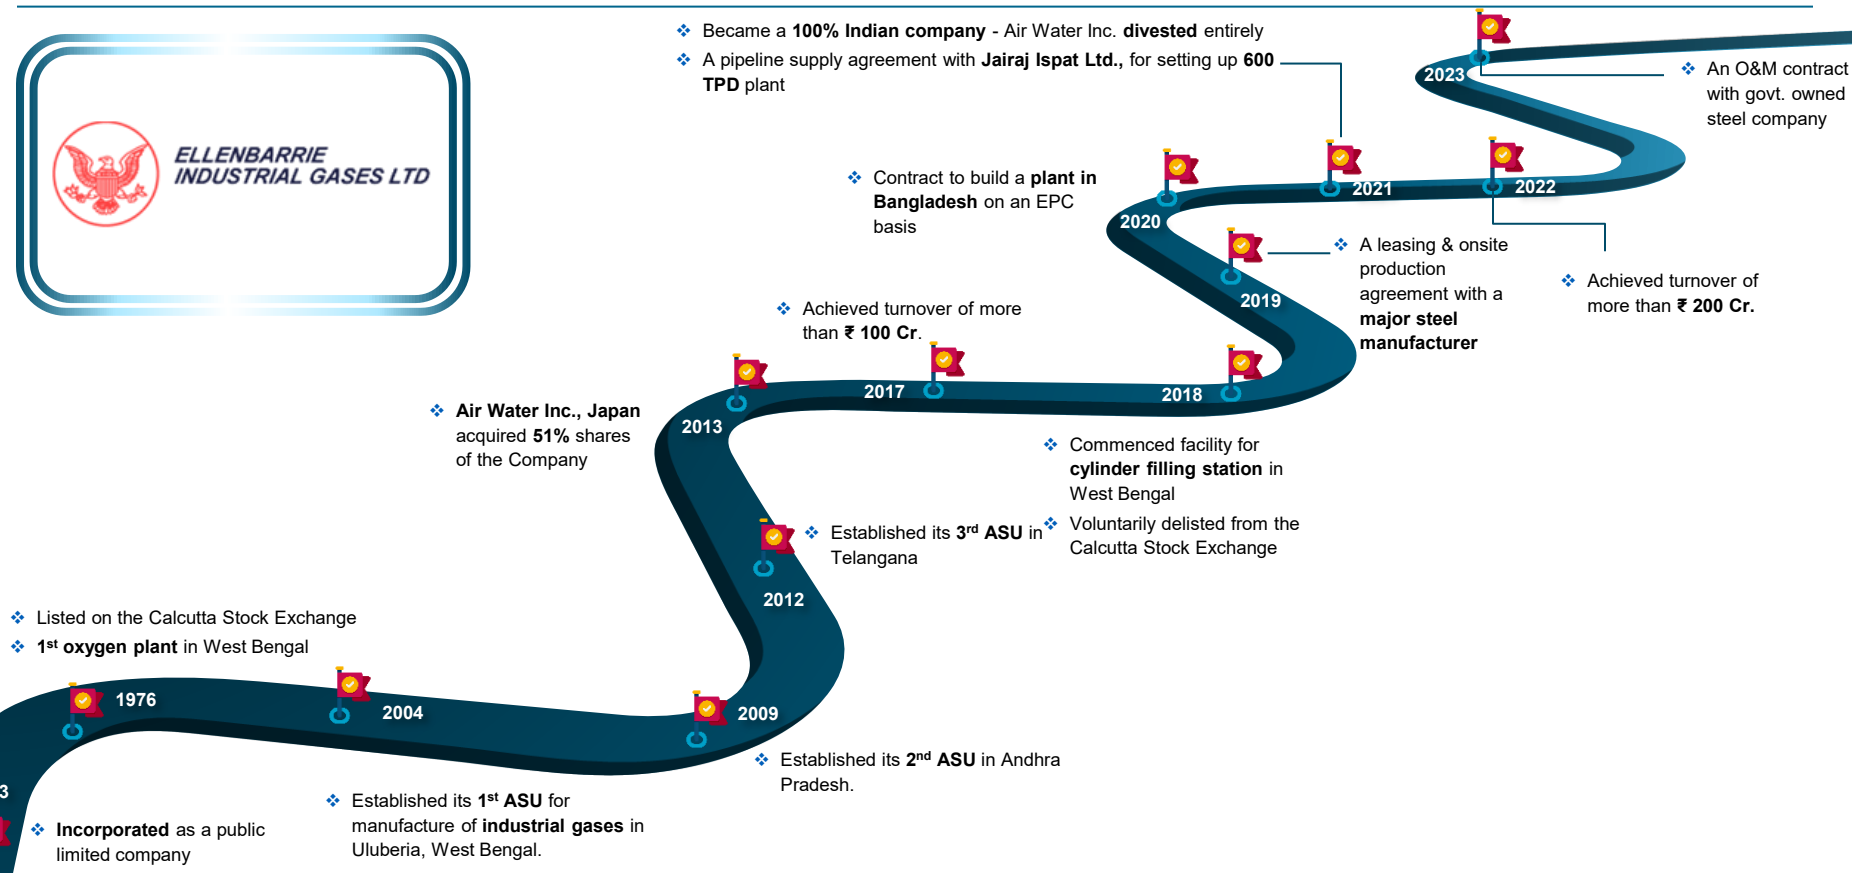 Became a 100% Indian company - Air Water Inc. divested entirely
A pipeline supply agreement with Jairaj Ispat Ltd., for setting up 600
TPD plant
2023
An O&M contract
with govt. owned
steel company
ELLENBARRIE
INDUSTRIAL GASES LTD
Contract to build a plant in
Bangladesh on an EPC
basis
2020
2021
2022
A leasing & onsite
production
agreement with a
major steel
manufacturer
2019
Achieved turnover of
more than ₹ 200 Cr.
Achieved turnover of more
than ₹ 100 Cr.
2017
2018
Air Water Inc., Japan
acquired 51% shares
of the Company
2013
Commenced facility for
cylinder filling station in
West Bengal
Voluntarily delisted from the
Calcutta Stock Exchange
Established its 3rd ASU in
Telangana
2012
Listed on the Calcutta Stock Exchange
1st oxygen plant in West Bengal
1976
2004
2009
Established its 2nd ASU in Andhra
Pradesh.
3
Incorporated as a public
limited company
Established its 1st ASU for
manufacture of industrial gases in
Uluberia, West Bengal.